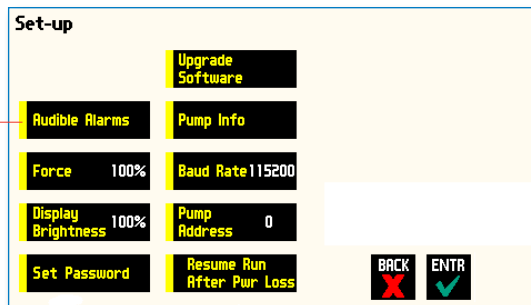 Set-up
Upgrade
Software
Audible Alarms
Pump Info
Force 100%
Baud Rate 115200
Display
Brightness 100%
Pump
Address 0
Set Password
Resume Run
After Pwr Loss
BACK
ENTR